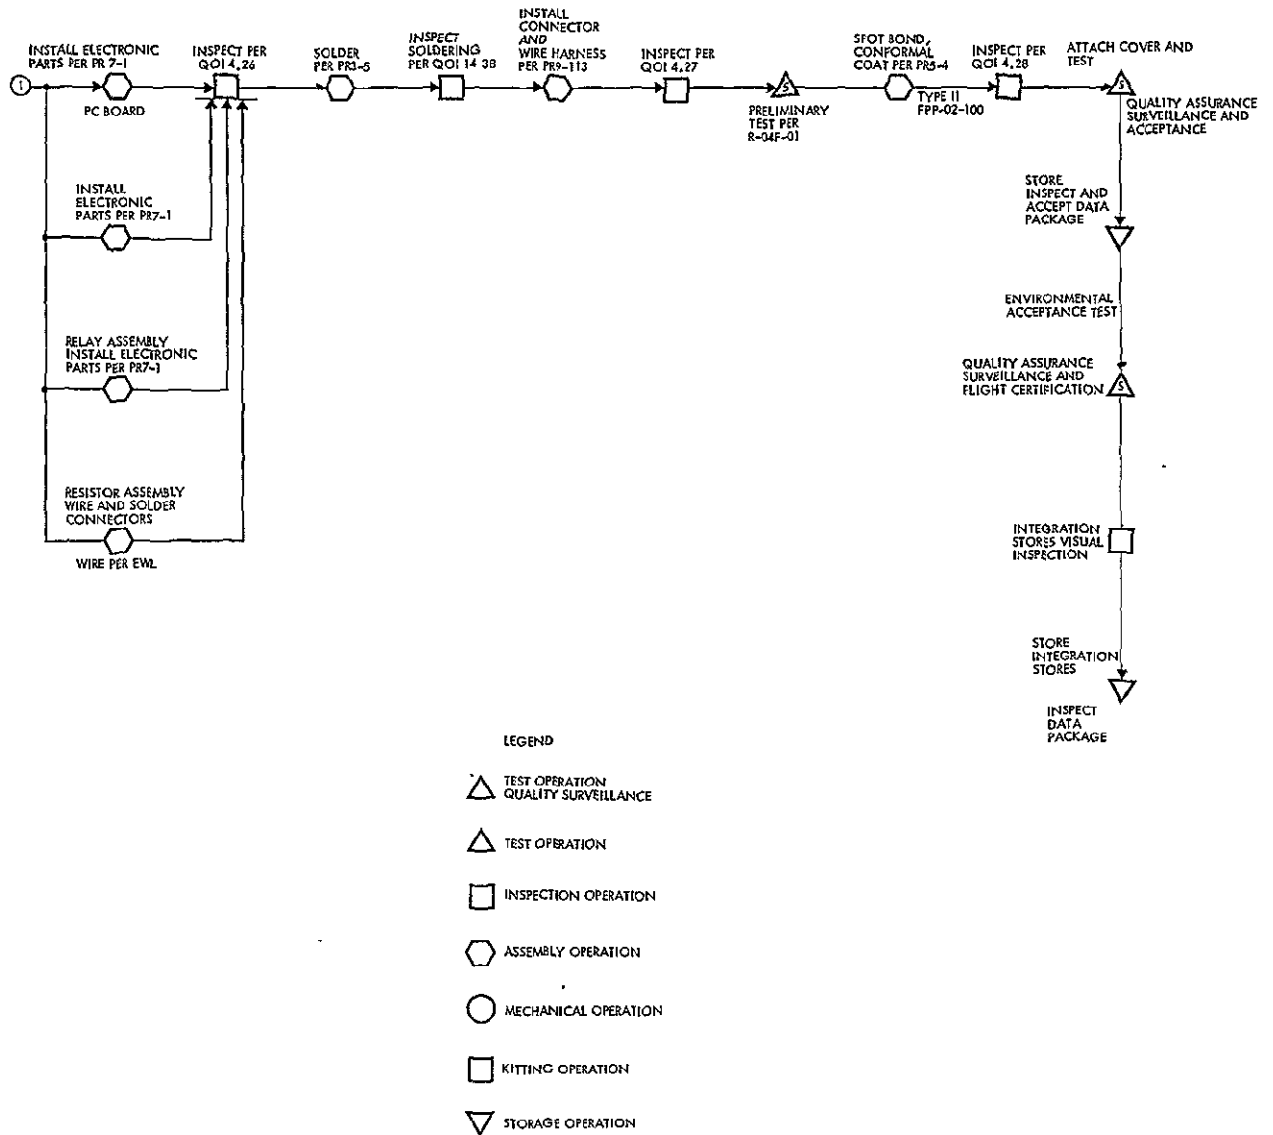 INSTALL ELECTRONIC
PARTS PER PR 7-1
INSPECT PER
QOI 4.26
SOLDER
PER PR3-5
INSPECT
SOLDERING
PER QOI 14 3B
INSTALL
CONNECTOR
AND
WIRE HARNESS
PER PR9-113
INSPECT PER
QOI 4.27
SPOT BOND,
CONFORMAL
COAT PER PR5-4
INSPECT PER
QOI 4.28
ATTACH COVER AND
TEST
1
S
S
PC BOARD
PRELIMINARY
TEST PER
R-04F-01
TYPE II
FPP-02-100
QUALITY ASSURANCE
SURVEILLANCE AND
ACCEPTANCE
INSTALL
ELECTRONIC
PARTS PER PR7-1
STORE
INSPECT AND
ACCEPT DATA
PACKAGE
ENVIRONMENTAL
ACCEPTANCE TEST
RELAY ASSEMBLY
INSTALL ELECTRONIC
PARTS PER PR7-1
QUALITY ASSURANCE
SURVEILLANCE AND
FLIGHT CERTIFICATION
S
RESISTOR ASSEMBLY
WIRE AND SOLDER
CONNECTORS
WIRE PER EWL
INTEGRATION
STORES VISUAL
INSPECTION
STORE
INTEGRATION
STORES
INSPECT
DATA
PACKAGE
LEGEND
TEST OPERATION
QUALITY SURVEILLANCE
TEST OPERATION
INSPECTION OPERATION
ASSEMBLY OPERATION
MECHANICAL OPERATION
KITTING OPERATION
STORAGE OPERATION